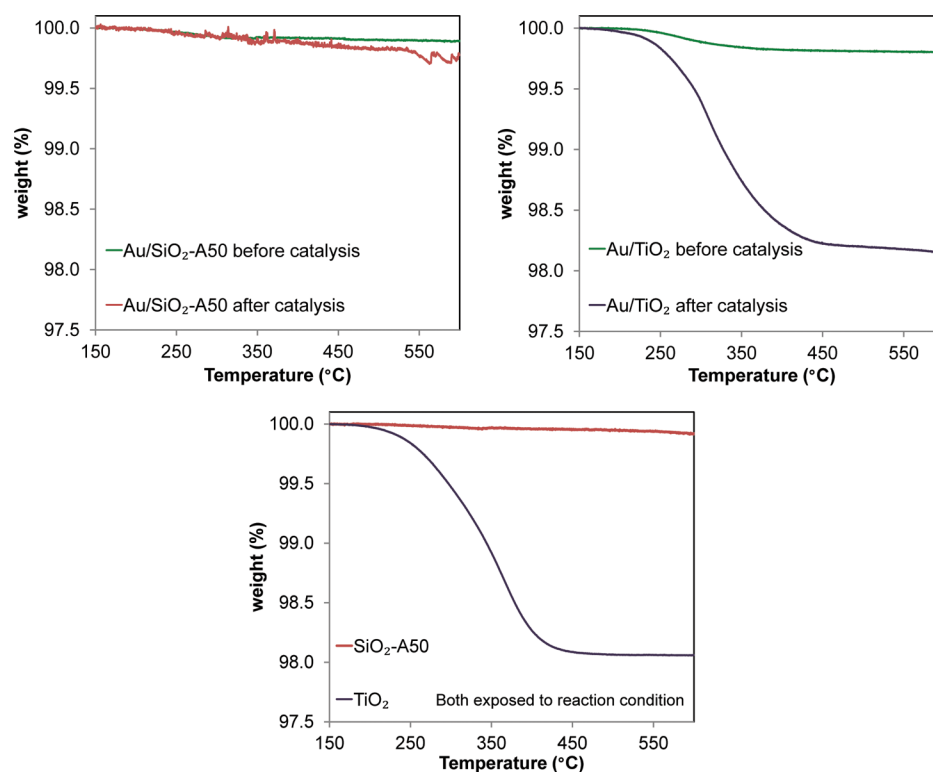 100.0
99.5
99.0
98.5
98.0
97.5
weight (%)
Au/SiO₂-A50 before catalysis
Au/SiO₂-A50 after catalysis
150 250 350 450 550
Temperature (°C)
100.0
99.5
99.0
98.5
98.0
97.5
weight (%)
Au/TiO₂ before catalysis
Au/TiO₂ after catalysis
150 250 350 450 550
Temperature (°C)
100.0
99.5
99.0
98.5
98.0
97.5
weight (%)
SiO₂-A50
TiO₂ Both exposed to reaction condition
150 250 350 450 550
Temperature (°C)